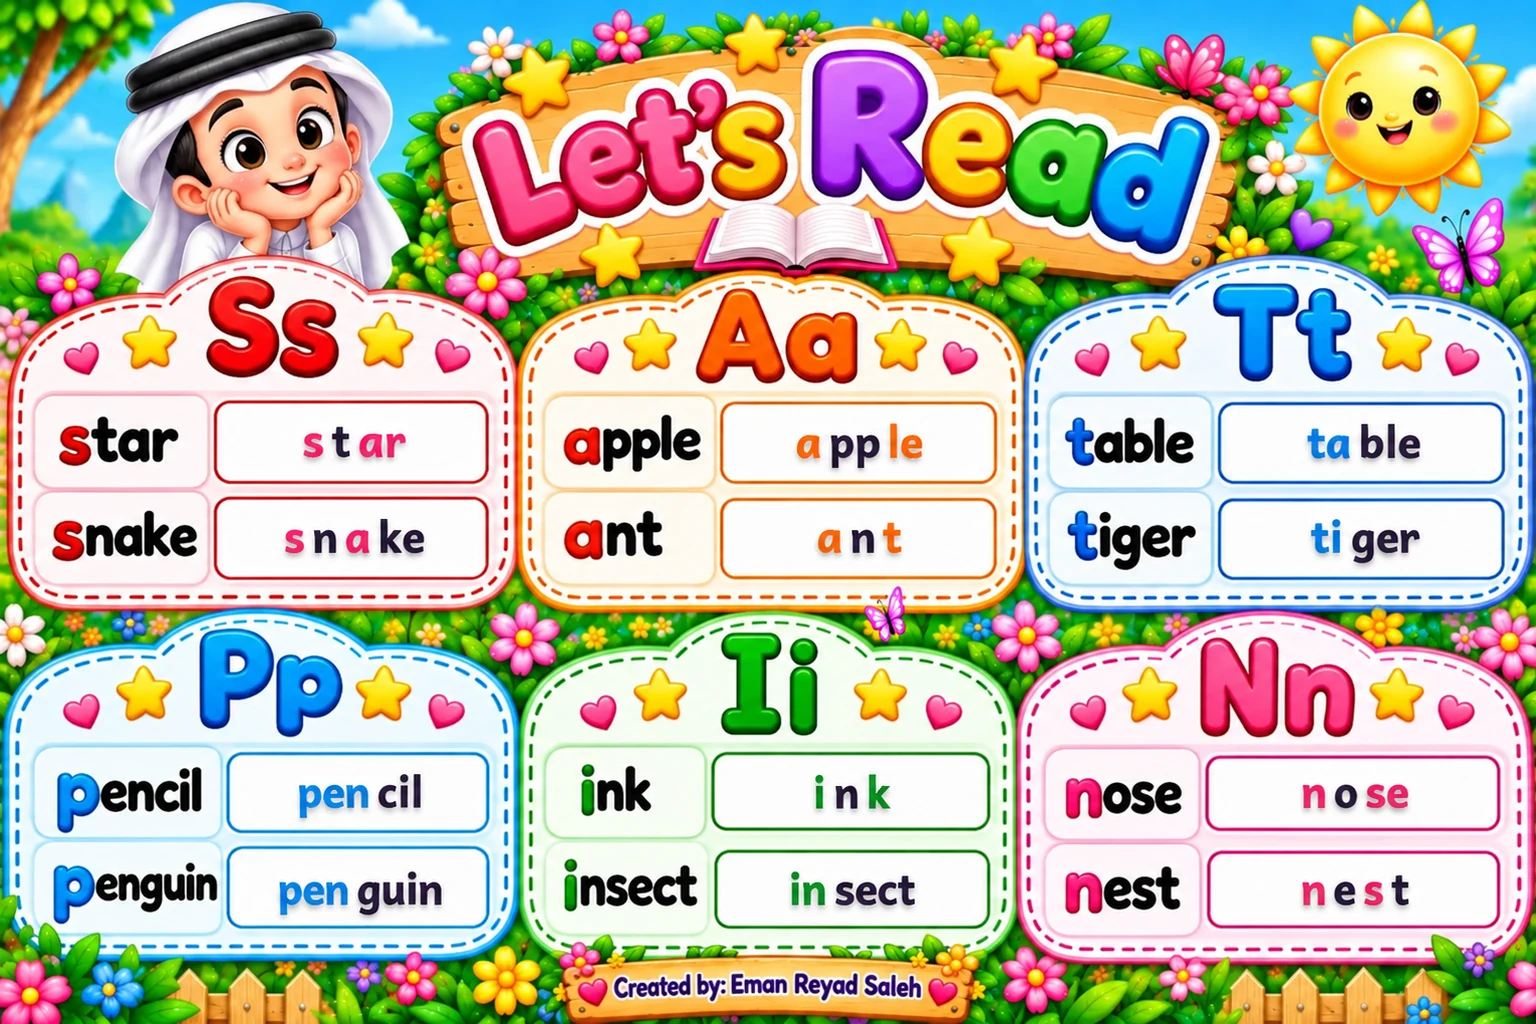 Let's Read
Ss
star
s t ar
snake
s n a ke
Aa
apple
a pp le
ant
a n t
Tt
table
ta ble
tiger
ti ger
Pp
pencil
pen cil
penguin
pen guin
Ii
ink
i n k
insect
in sect
Nn
nose
n o se
nest
n e s t
Created by: Eman Reyad Saleh